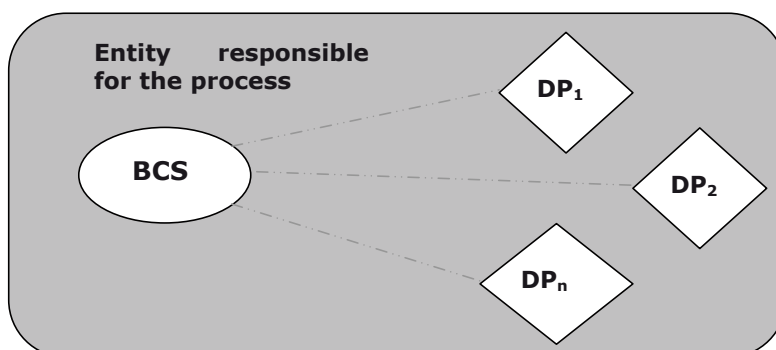 Entity responsible
for the process
DP₁
BCS
DP₂
DPₙ